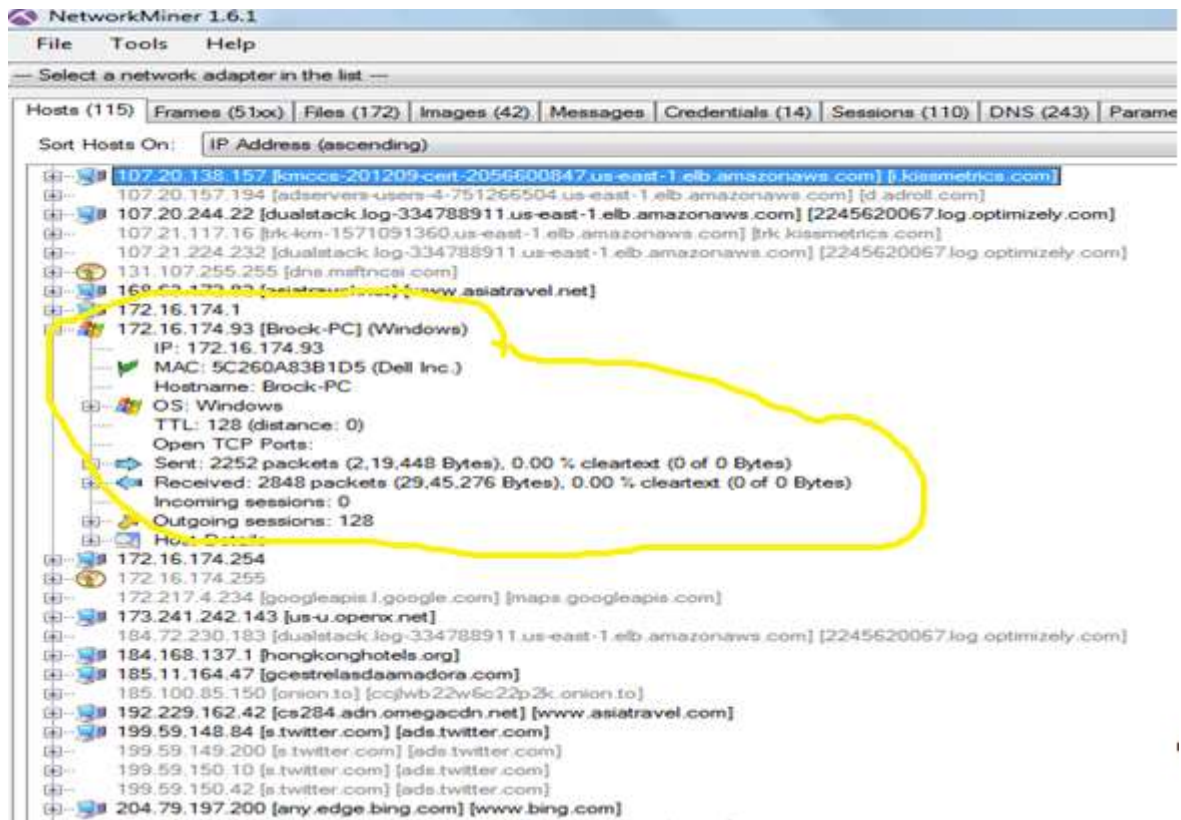 NetworkMiner 1.6.1
File Tools Help
--- Select a network adapter in the list ---
Hosts (115) Frames (51xx) Files (172) Images (42) Messages Credentials (14) Sessions (110) DNS (243) Parame
Sort Hosts On: IP Address (ascending)
107.20.138.157 [kmccs-201209-cert-2056600847.us-east-1.elb.amazonaws.com] [i.kissmetrics.com]
107.20.157.194 [adservers-users-4-751266504.us-east-1.elb.amazonaws.com] [d.adroll.com]
107.20.244.22 [dualstack.log-334788911.us-east-1.elb.amazonaws.com] [2245620067.log.optimizely.com]
107.21.117.16 [trk-km-1571091360.us-east-1.elb.amazonaws.com] [trk.kissmetrics.com]
107.21.224.232 [dualstack.log-334788911.us-east-1.elb.amazonaws.com] [2245620067.log.optimizely.com]
131.107.255.255 [dns.msftncsi.com]
[www.asiatravel.net]
172.16.174.1
172.16.174.93 [Brock-PC] (Windows)
IP: 172.16.174.93
MAC: 5C260A83B1D5 (Dell Inc.)
Hostname: Brock-PC
OS: Windows
TTL: 128 (distance: 0)
Open TCP Ports:
Sent: 2252 packets (2,19,448 Bytes), 0.00 % cleartext (0 of 0 Bytes)
Received: 2848 packets (29,45,276 Bytes), 0.00 % cleartext (0 of 0 Bytes)
Incoming sessions: 0
Outgoing sessions: 128
Host Details
172.16.174.254
172.16.174.255
172.217.4.234 [googleapis.l.google.com] [maps.googleapis.com]
173.241.242.143 [us-u.openx.net]
184.72.230.183 [dualstack.log-334788911.us-east-1.elb.amazonaws.com] [2245620067.log.optimizely.com]
184.168.137.1 [hongkonghotels.org]
185.11.164.47 [gcestrelasdaamadora.com]
185.100.85.150 [onion.to] [ccjlwb22w6c22p2k.onion.to]
192.229.162.42 [cs284.adn.omegacdn.net] [www.asiatravel.com]
199.59.148.84 [s.twitter.com] [ads.twitter.com]
199.59.149.200 [s.twitter.com] [ads.twitter.com]
199.59.150.10 [s.twitter.com] [ads.twitter.com]
199.59.150.42 [s.twitter.com] [ads.twitter.com]
204.79.197.200 [any.edge.bing.com] [www.bing.com]